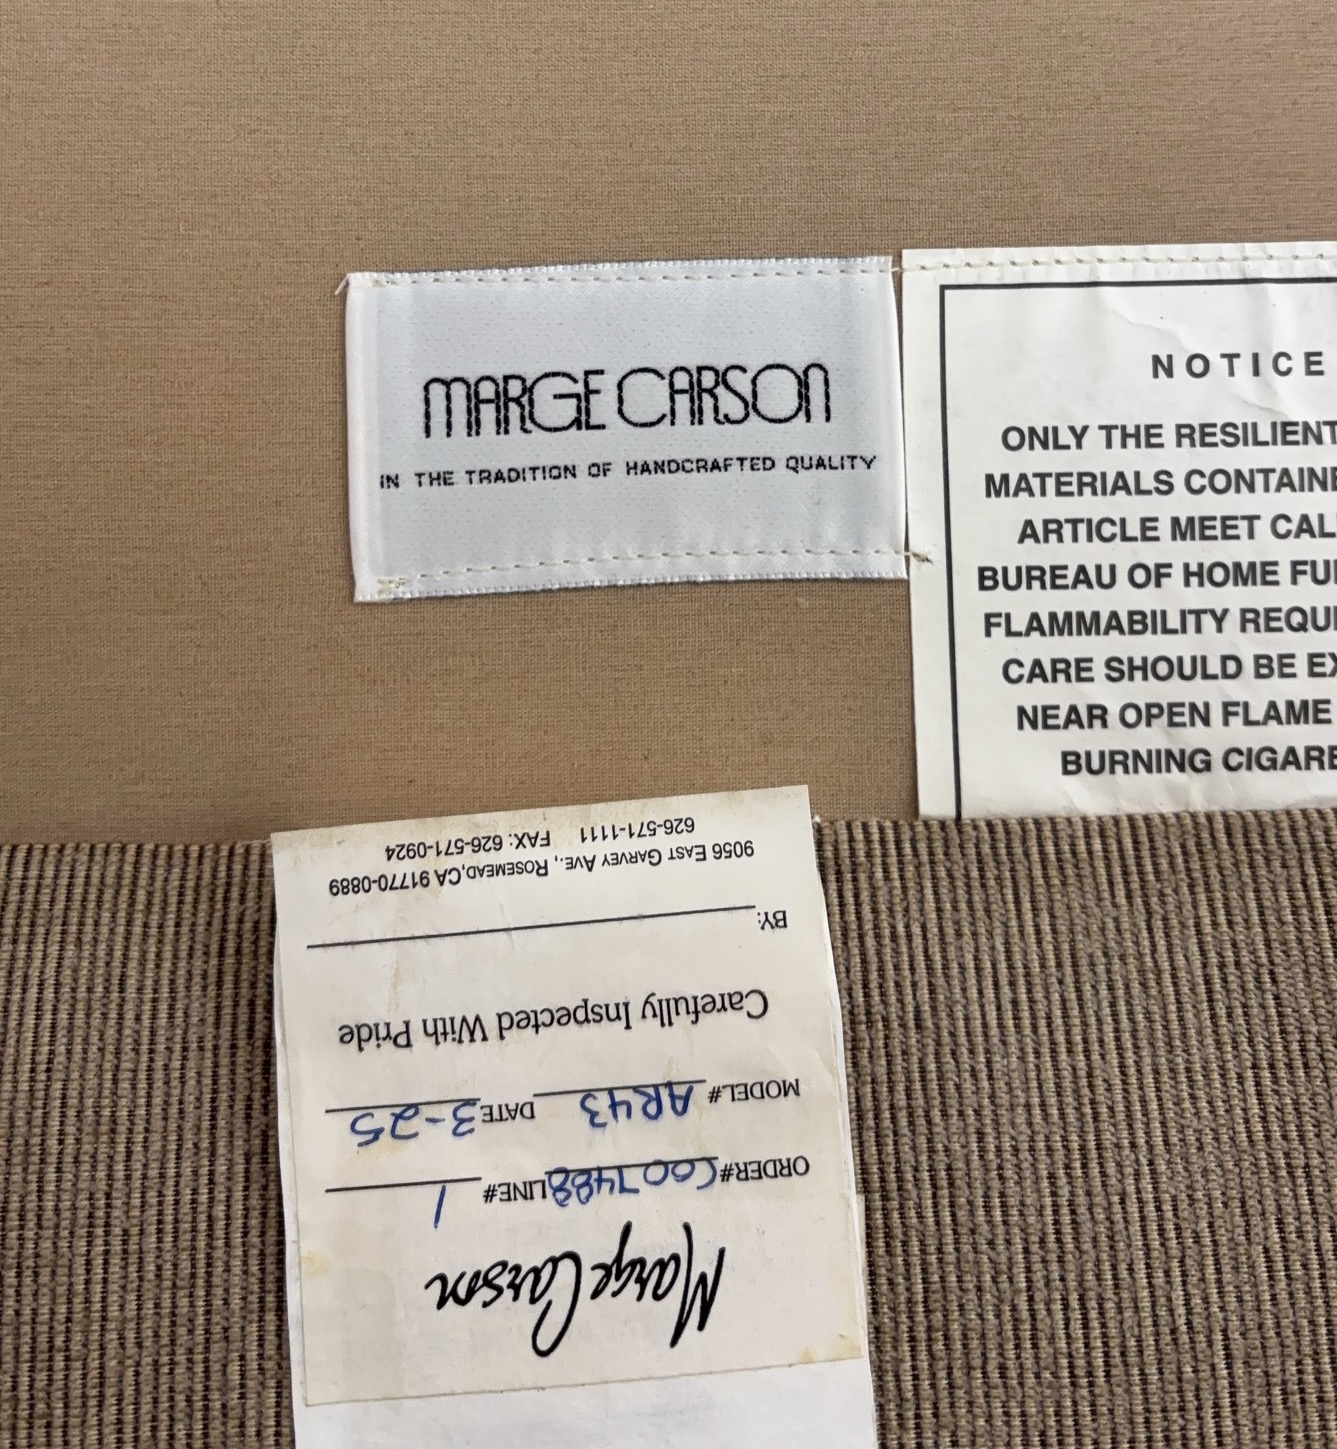 MARGE CARSON
IN THE TRADITION OF HANDCRAFTED QUALITY
NOTICE
ONLY THE RESILIENT
MATERIALS CONTAINE
ARTICLE MEET CAL
BUREAU OF HOME FU
FLAMMABILITY REQU
CARE SHOULD BE EX
NEAR OPEN FLAME
BURNING CIGARE
Marge Carson
ORDER# C007488 LINE# 1
MODEL# AR43 DATE 3-25
Carefully Inspected With Pride
BY:
9056 EAST GARVEY AVE., ROSEMEAD,CA 91770-0889
626-571-1111 FAX: 626-571-0924